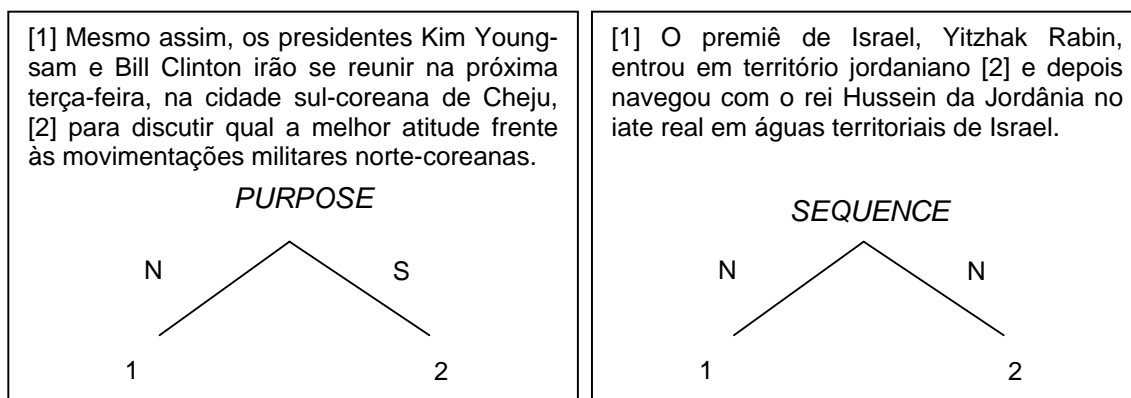 [1] Mesmo assim, os presidentes Kim Young-
sam e Bill Clinton irão se reunir na próxima
terça-feira, na cidade sul-coreana de Cheju,
[2] para discutir qual a melhor atitude frente
às movimentações militares norte-coreanas.
PURPOSE
N S
1 2
[1] O premiê de Israel, Yitzhak Rabin,
entrou em território jordaniano [2] e depois
navegou com o rei Hussein da Jordânia no
iate real em águas territoriais de Israel.
SEQUENCE
N N
1 2